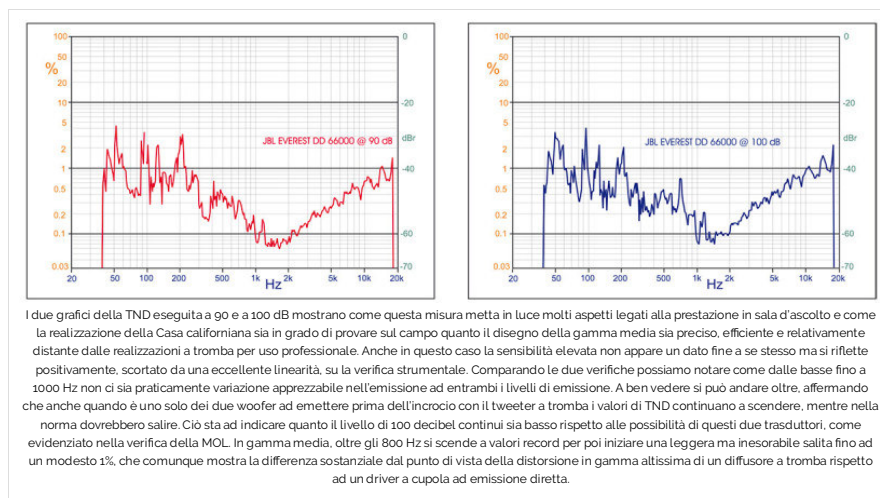 100
50
%
20
10
5
2
1
0.5
0.2
0.1
0.03
0
-20
dBr
-40
-60
-70
JBL EVEREST DD 66000 @ 90 dB
20
50
100
200
500
1k
2k
5k
10k
20k
Hz
100
50
%
20
10
5
2
1
0.5
0.2
0.1
0.03
0
-20
dBr
-40
-60
-70
JBL EVEREST DD 66000 @ 100 dB
20
50
100
200
500
1k
2k
5k
10k
20k
Hz
I due grafici della TND eseguita a 90 e a 100 dB mostrano come questa misura metta in luce molti aspetti legati alla prestazione in sala d'ascolto e come
la realizzazione della Casa californiana sia in grado di provare sul campo quanto il disegno della gamma media sia preciso, efficiente e relativamente
distante dalle realizzazioni a tromba per uso professionale. Anche in questo caso la sensibilità elevata non appare un dato fine a se stesso ma si riflette
positivamente, scortato da una eccellente linearità, su la verifica strumentale. Comparando le due verifiche possiamo notare come dalle basse fino a
1000 Hz non ci sia praticamente variazione apprezzabile nell'emissione ad entrambi i livelli di emissione. A ben vedere si può andare oltre, affermando
che anche quando è uno solo dei due woofer ad emettere prima dell'incrocio con il tweeter a tromba i valori di TND continuano a scendere, mentre nella
norma dovrebbero salire. Ciò sta ad indicare quanto il livello di 100 decibel continui sia basso rispetto alle possibilità di questi due trasduttori, come
evidenziato nella verifica della MOL. In gamma media, oltre gli 800 Hz si scende a valori record per poi iniziare una leggera ma inesorabile salita fino ad
un modesto 1%, che comunque mostra la differenza sostanziale dal punto di vista della distorsione in gamma altissima di un diffusore a tromba rispetto
ad un driver a cupola ad emissione diretta.